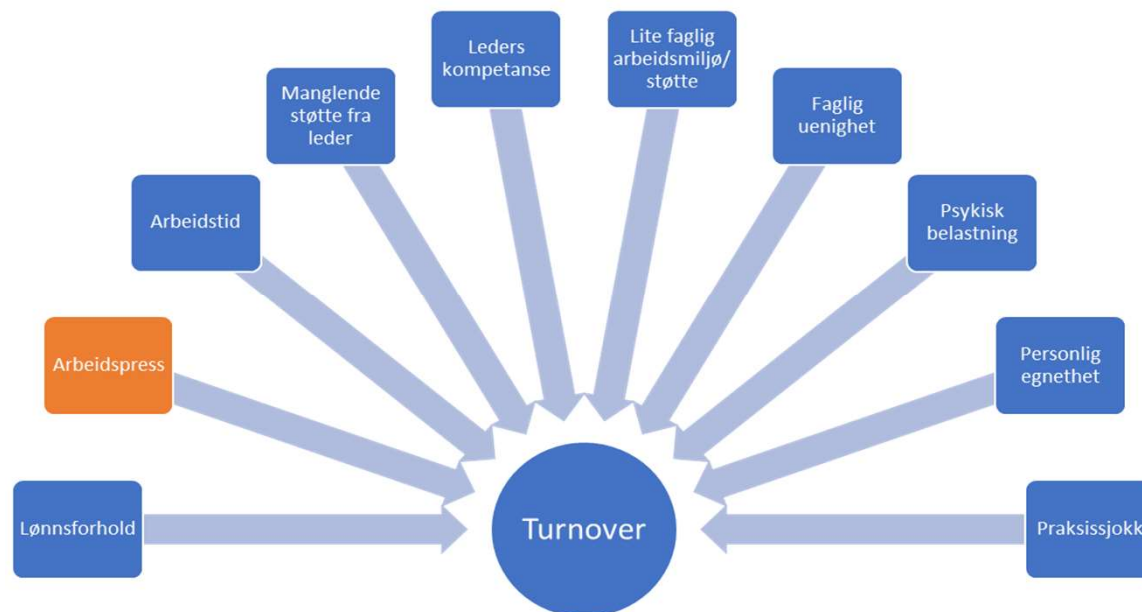 Leders
kompetanse
Lite faglig
arbeidsmiljø/
støtte
Manglende
støtte fra
leder
Faglig
uenighet
Arbeidstid
Psykisk
belastning
Arbeidspress
Personlig
egnethet
Lønnsforhold
Turnover
Praksissjokk